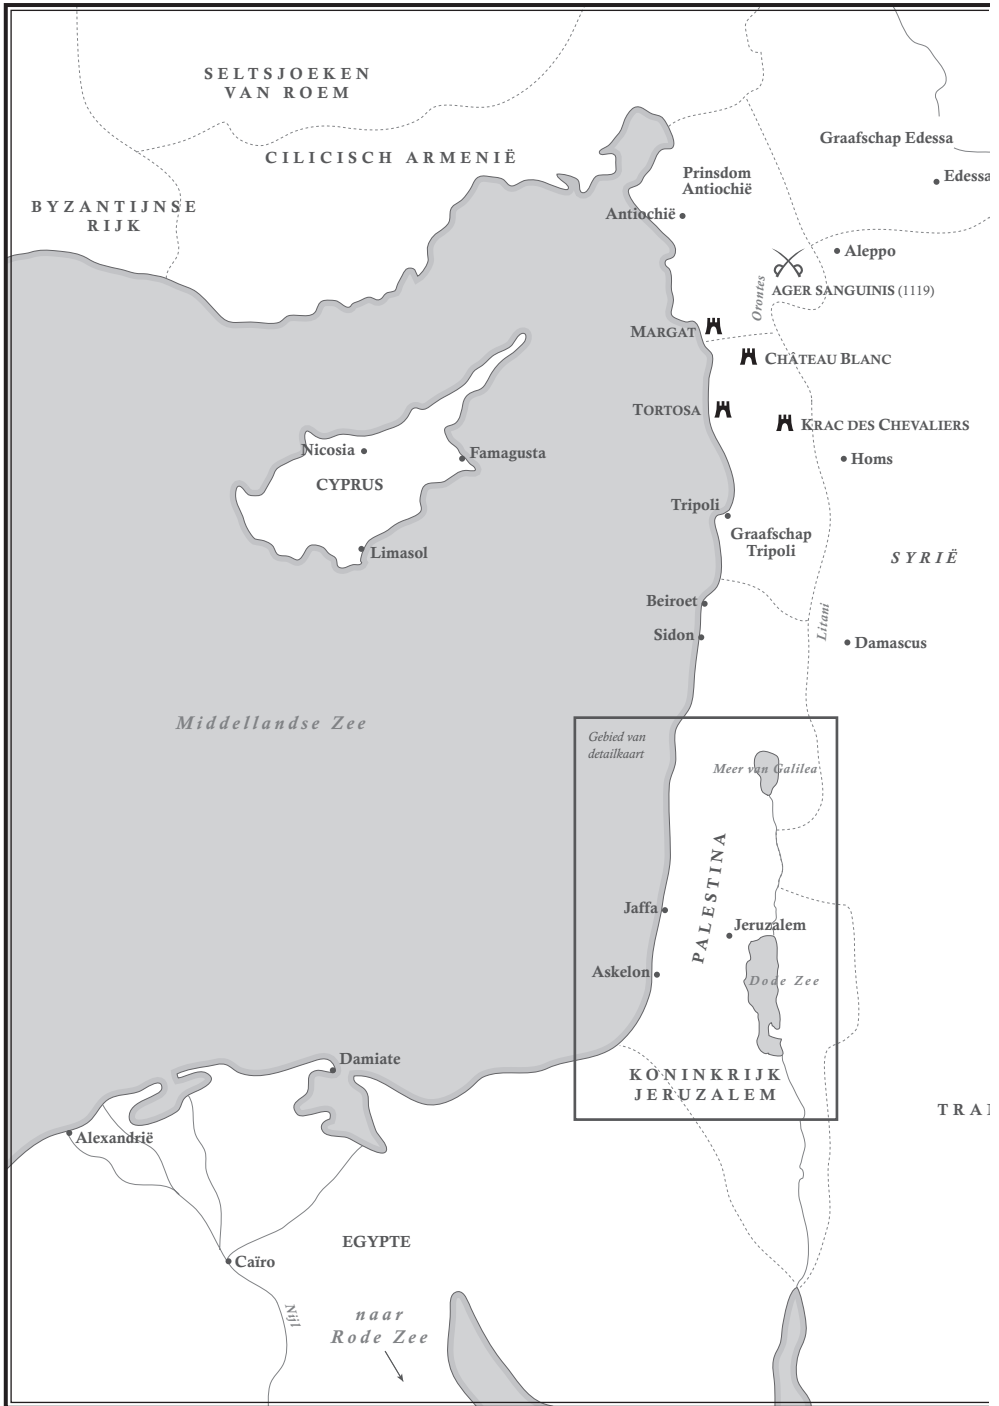 SELTSJOEKEN
VAN ROEM
CILICISCH ARMENIË
BYZANTIJNSE
RIJK
Graafschap Edessa
Edessa
Prinsdom
Antiochië
Antiochië
Aleppo
Orontes
AGER SANGUINIS (1119)
MARGAT
CHÂTEAU BLANC
TORTOSA
KRAC DES CHEVALIERS
Homs
Nicosia
Famagusta
CYPRUS
Limasol
Tripoli
Graafschap
Tripoli
SYRIË
Beiroet
Sidon
Litani
Damascus
Middellandse Zee
Gebied van
detailkaart
Meer van Galilea
PALESTINA
Jaffa
Jeruzalem
Askelon
Dode Zee
KONINKRIJK
JERUZALEM
TRA
Damiate
Alexandrië
Caïro
EGYPTE
Nijl
naar
Rode Zee